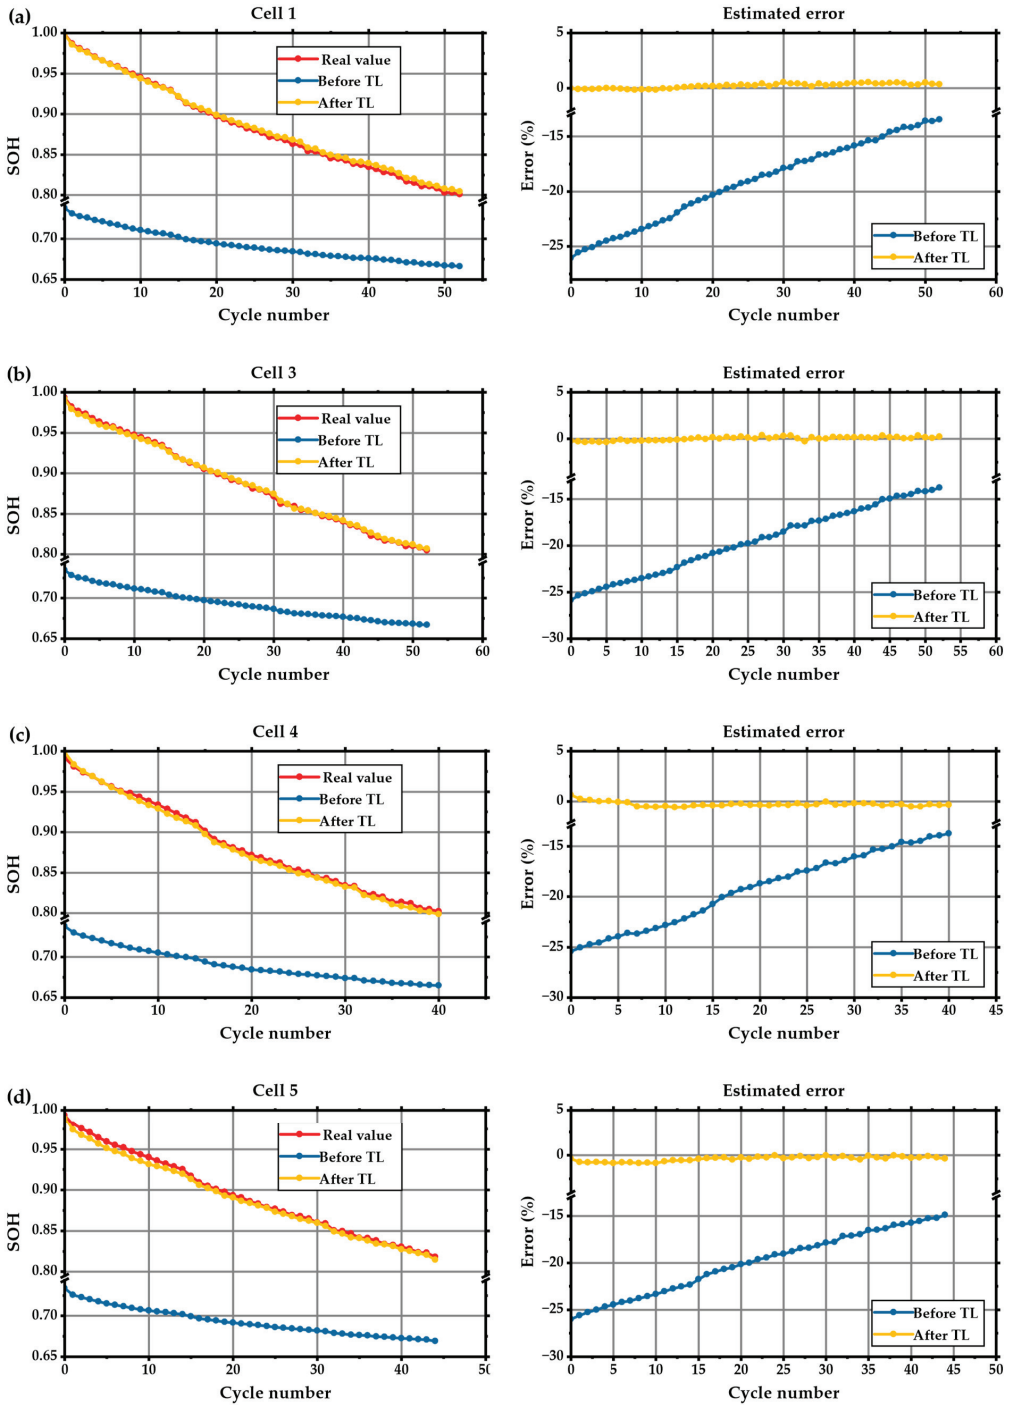 (a)
Cell 1
Estimated error
1.00
0.95
0.90
0.85
0.80
0.70
0.65
SOH
Real value
Before TL
After TL
0 10 20 30 40 50
Cycle number
5
0
−15
−20
−25
Error (%)
Before TL
After TL
0 10 20 30 40 50 60
Cycle number
(b)
Cell 3
Estimated error
1.00
0.95
0.90
0.85
0.80
0.70
0.65
SOH
Real value
Before TL
After TL
0 10 20 30 40 50 60
Cycle number
5
0
−15
−20
−25
−30
Error (%)
Before TL
After TL
0 5 10 15 20 25 30 35 40 45 50 55 60
Cycle number
(c)
Cell 4
Estimated error
1.00
0.95
0.90
0.85
0.80
0.70
0.65
SOH
Real value
Before TL
After TL
0 10 20 30 40
Cycle number
5
0
−15
−20
−25
−30
Error (%)
Before TL
After TL
0 5 10 15 20 25 30 35 40 45
Cycle number
(d)
Cell 5
Estimated error
1.00
0.95
0.90
0.85
0.80
0.70
0.65
SOH
Real value
Before TL
After TL
0 10 20 30 40 50
Cycle number
5
0
−15
−20
−25
−30
Error (%)
Before TL
After TL
0 5 10 15 20 25 30 35 40 45 50
Cycle number